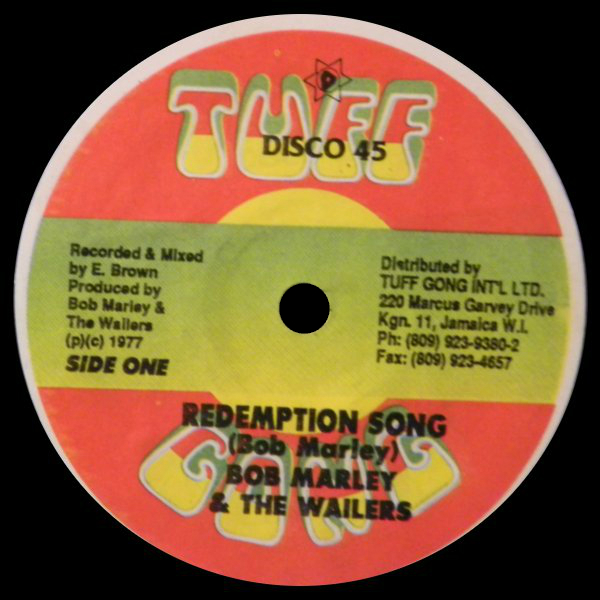 TUFF
DISCO 45
Recorded & Mixed
by E. Brown
Produced by
Bob Marley &
The Wailers
(p)(c) 1977
SIDE ONE
Distributed by
TUFF GONG INT'L LTD.
220 Marcus Garvey Drive
Kgn. 11, Jamaica W.I.
Ph: (809) 923-9380-2
Fax: (809) 923-4657
REDEMPTION SONG
(Bob Marley)
BOB MARLEY
& THE WAILERS
GONG